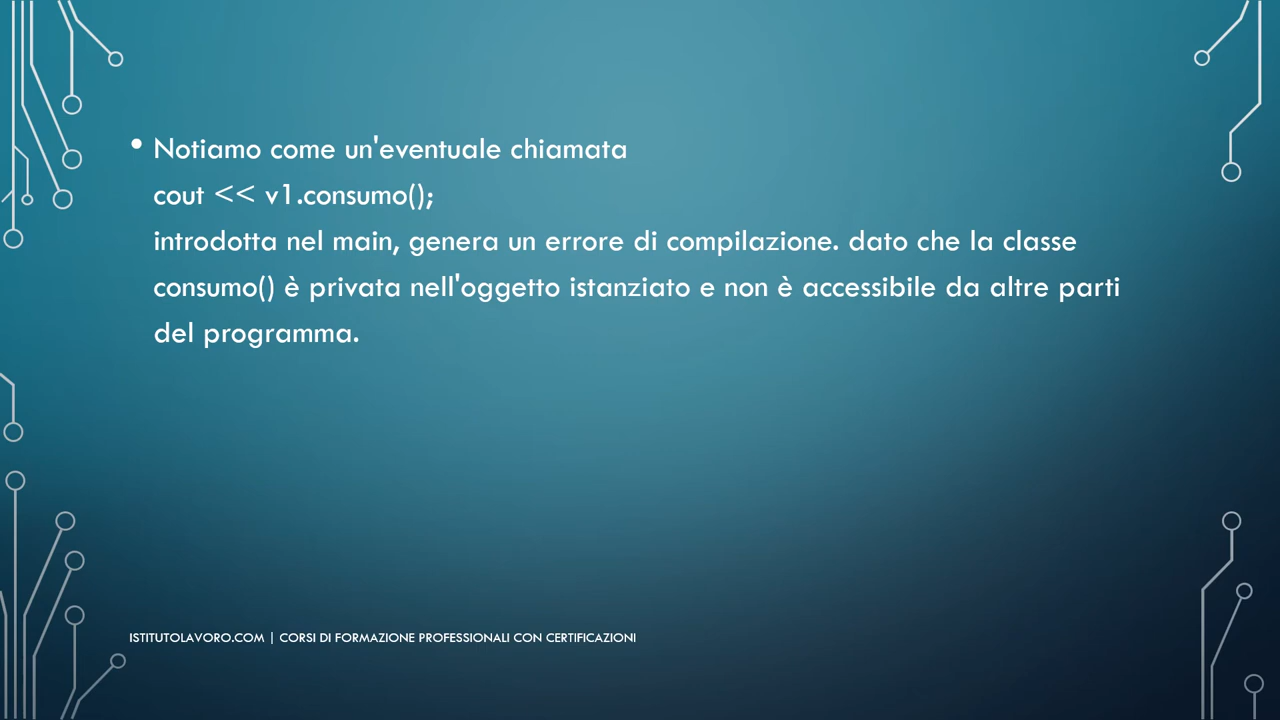 • Notiamo come un'eventuale chiamata
cout << v1.consumo();
introdotta nel main, genera un errore di compilazione. dato che la classe
consumo() è privata nell'oggetto istanziato e non è accessibile da altre parti
del programma.
ISTITUTOLAVORO.COM | CORSI DI FORMAZIONE PROFESSIONALI CON CERTIFICAZIONI